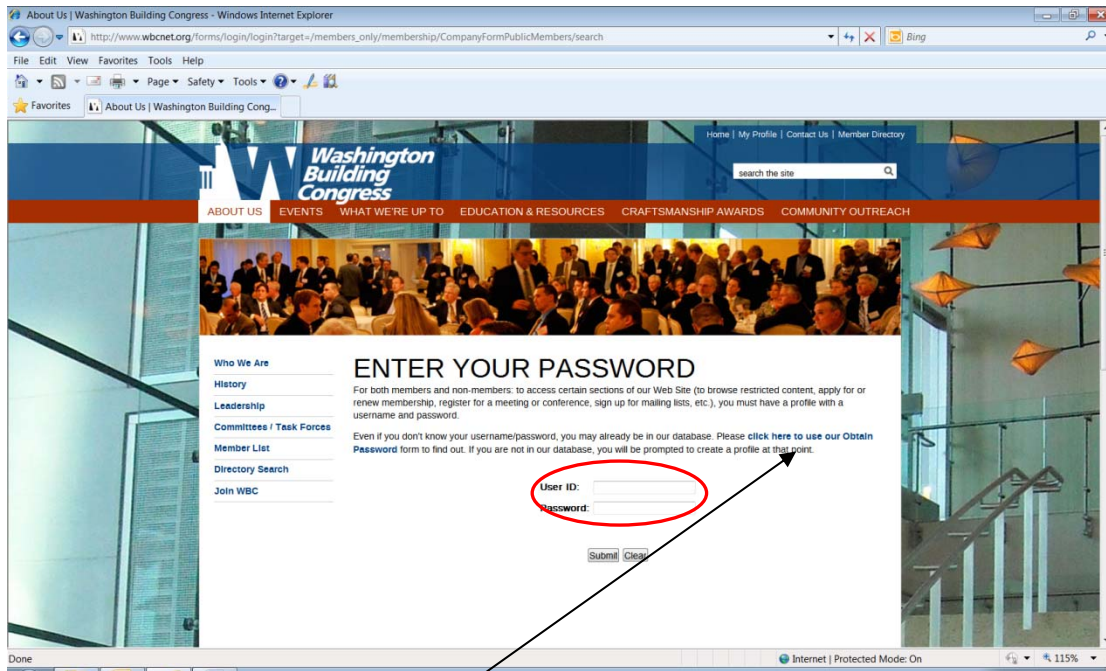 About Us | Washington Building Congress - Windows Internet Explorer
http://www.wbcnet.org/forms/login/login?target=/members_only/membership/CompanyFormPublicMembers/search
Bing
File Edit View Favorites Tools Help
Page Safety Tools
Favorites About Us | Washington Building Cong...
Home | My Profile | Contact Us | Member Directory
Washington
Building
Congress
search the site
ABOUT US EVENTS WHAT WE'RE UP TO EDUCATION & RESOURCES CRAFTSMANSHIP AWARDS COMMUNITY OUTREACH
Who We Are
History
Leadership
Committees / Task Forces
Member List
Directory Search
Join WBC
ENTER YOUR PASSWORD
For both members and non-members: to access certain sections of our Web Site (to browse restricted content, apply for or
renew membership, register for a meeting or conference, sign up for mailing lists, etc.), you must have a profile with a
username and password.
Even if you don't know your username/password, you may already be in our database. Please click here to use our Obtain
Password form to find out. If you are not in our database, you will be prompted to create a profile at that point.
User ID:
Password:
Submit Clear
Done
Internet | Protected Mode: On
115%